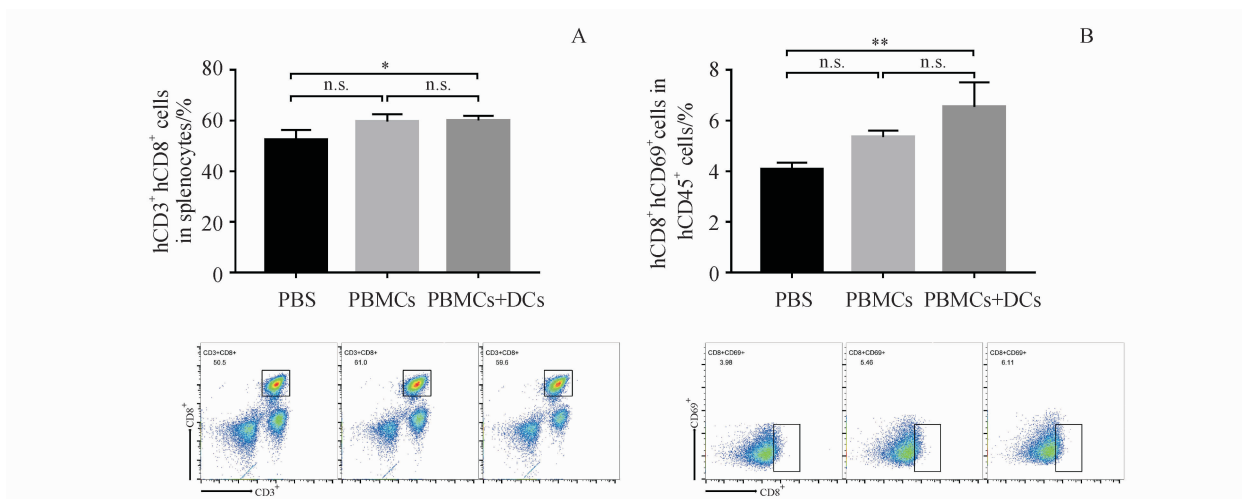 A
80
60
40
20
0
hCD3+ hCD8+ cells
in splenocytes/%
*
n.s.
n.s.
PBS
PBMCs
PBMCs+DCs
B
8
6
4
2
0
hCD8+ hCD69+cells in
hCD45+ cells/%
**
n.s.
n.s.
PBS
PBMCs
PBMCs+DCs
CD3+CD8+
50.5
CD3+CD8+
61.0
CD3+CD8+
59.6
CD8+
CD3+
CD8+CD69+
3.98
CD8+CD69+
5.46
CD8+CD69+
6.11
CD69+
CD8+